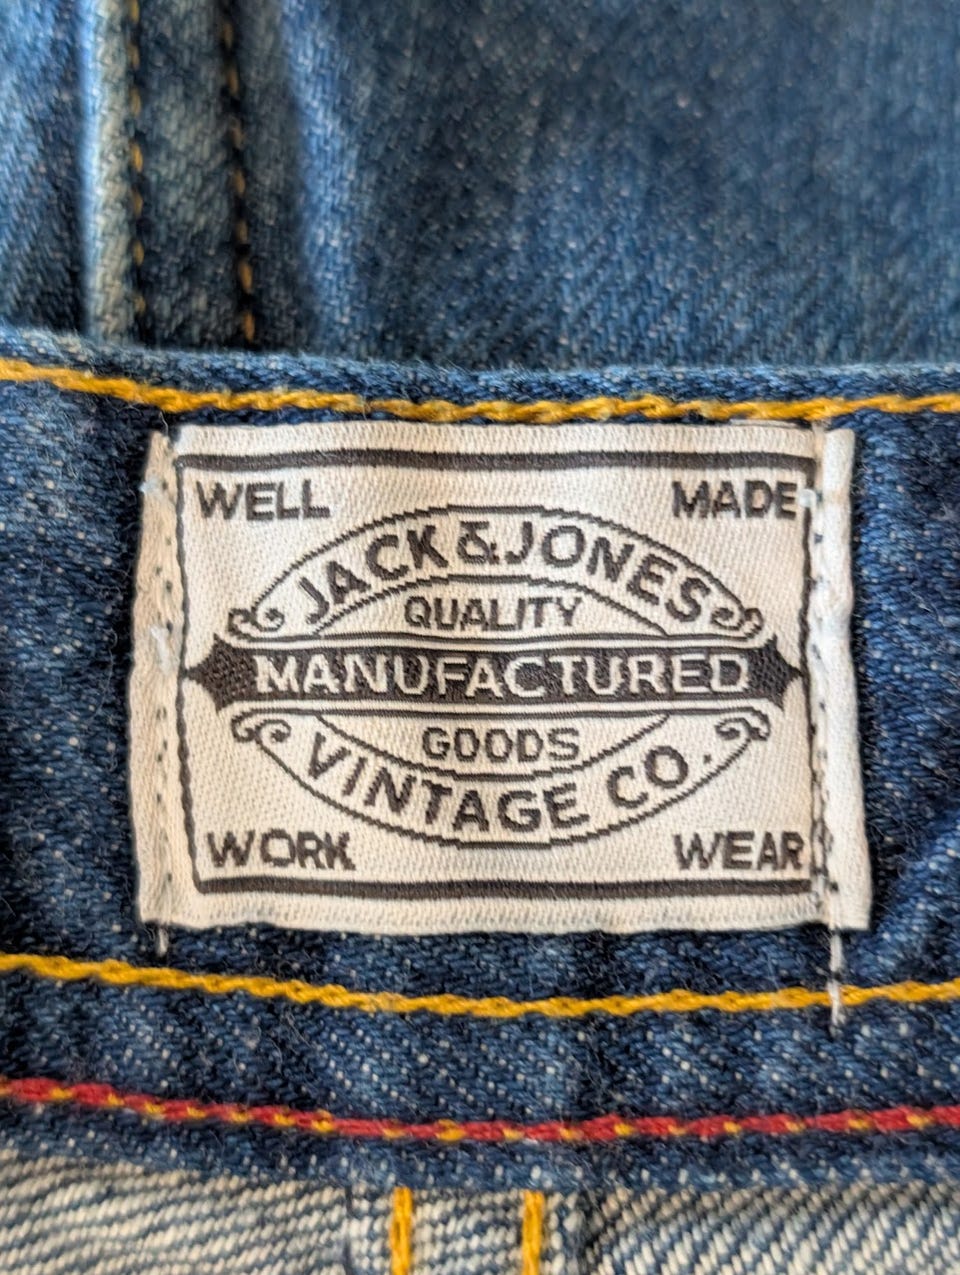 WELL MADE
JACK & JONES
QUALITY
MANUFACTURED
GOODS
VINTAGE CO.
WORK WEAR